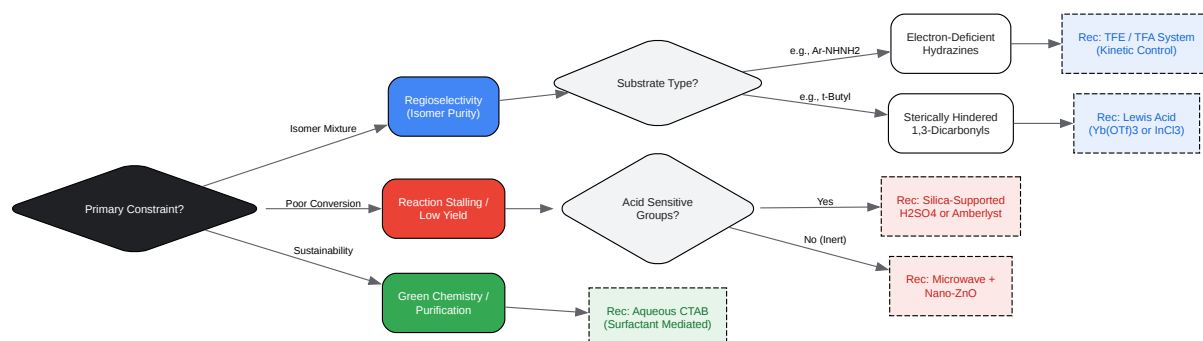 Primary Constraint?
Isomer Mixture
Regioselectivity
(Isomer Purity)
Substrate Type?
e.g., Ar-NHNH2
Electron-Deficient
Hydrazines
Rec: TFE / TFA System
(Kinetic Control)
e.g., t-Butyl
Sterically Hindered
1,3-Dicarbonyls
Rec: Lewis Acid
(Yb(OTf)3 or InCl3)
Poor Conversion
Reaction Stalling /
Low Yield
Acid Sensitive
Groups?
Yes
Rec: Silica-Supported
H2SO4 or Amberlyst
No (Inert)
Rec: Microwave +
Nano-ZnO
Sustainability
Green Chemistry /
Purification
Rec: Aqueous CTAB
(Surfactant Mediated)